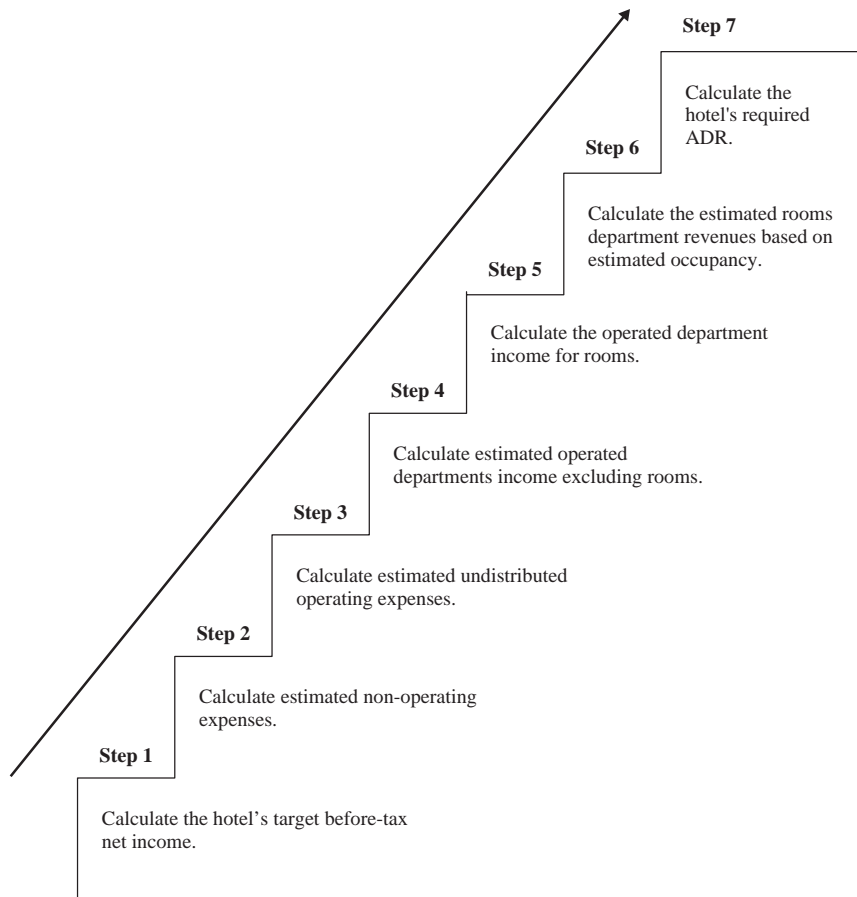 Step 7
Calculate the
hotel's required
ADR.
Step 6
Calculate the estimated rooms
department revenues based on
estimated occupancy.
Step 5
Calculate the operated department
income for rooms.
Step 4
Calculate estimated operated
departments income excluding rooms.
Step 3
Calculate estimated undistributed
operating expenses.
Step 2
Calculate estimated non-operating
expenses.
Step 1
Calculate the hotel’s target before-tax
net income.